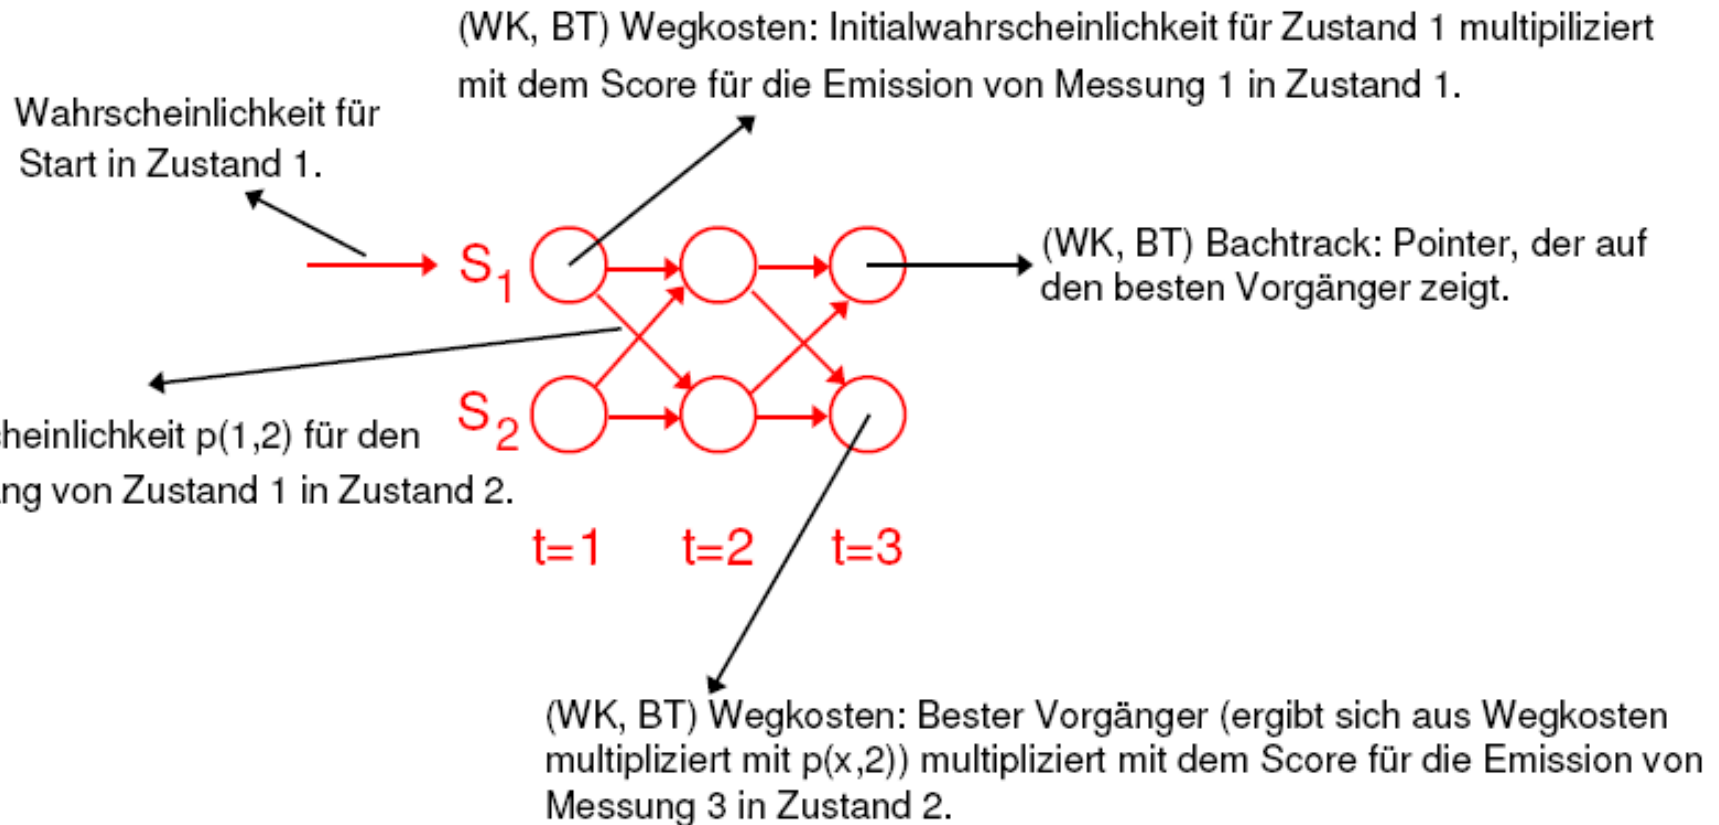 (WK, BT) Wegkosten: Initialwahrscheinlichkeit für Zustand 1 multipiliziert
mit dem Score für die Emission von Messung 1 in Zustand 1.
Wahrscheinlichkeit für
Start in Zustand 1.
S1
(WK, BT) Bachtrack: Pointer, der auf
den besten Vorgänger zeigt.
S2
p(1,2) für den
von Zustand 1 in Zustand 2.
t=1 t=2 t=3
(WK, BT) Wegkosten: Bester Vorgänger (ergibt sich aus Wegkosten
multipliziert mit p(x,2)) multipliziert mit dem Score für die Emission von
Messung 3 in Zustand 2.